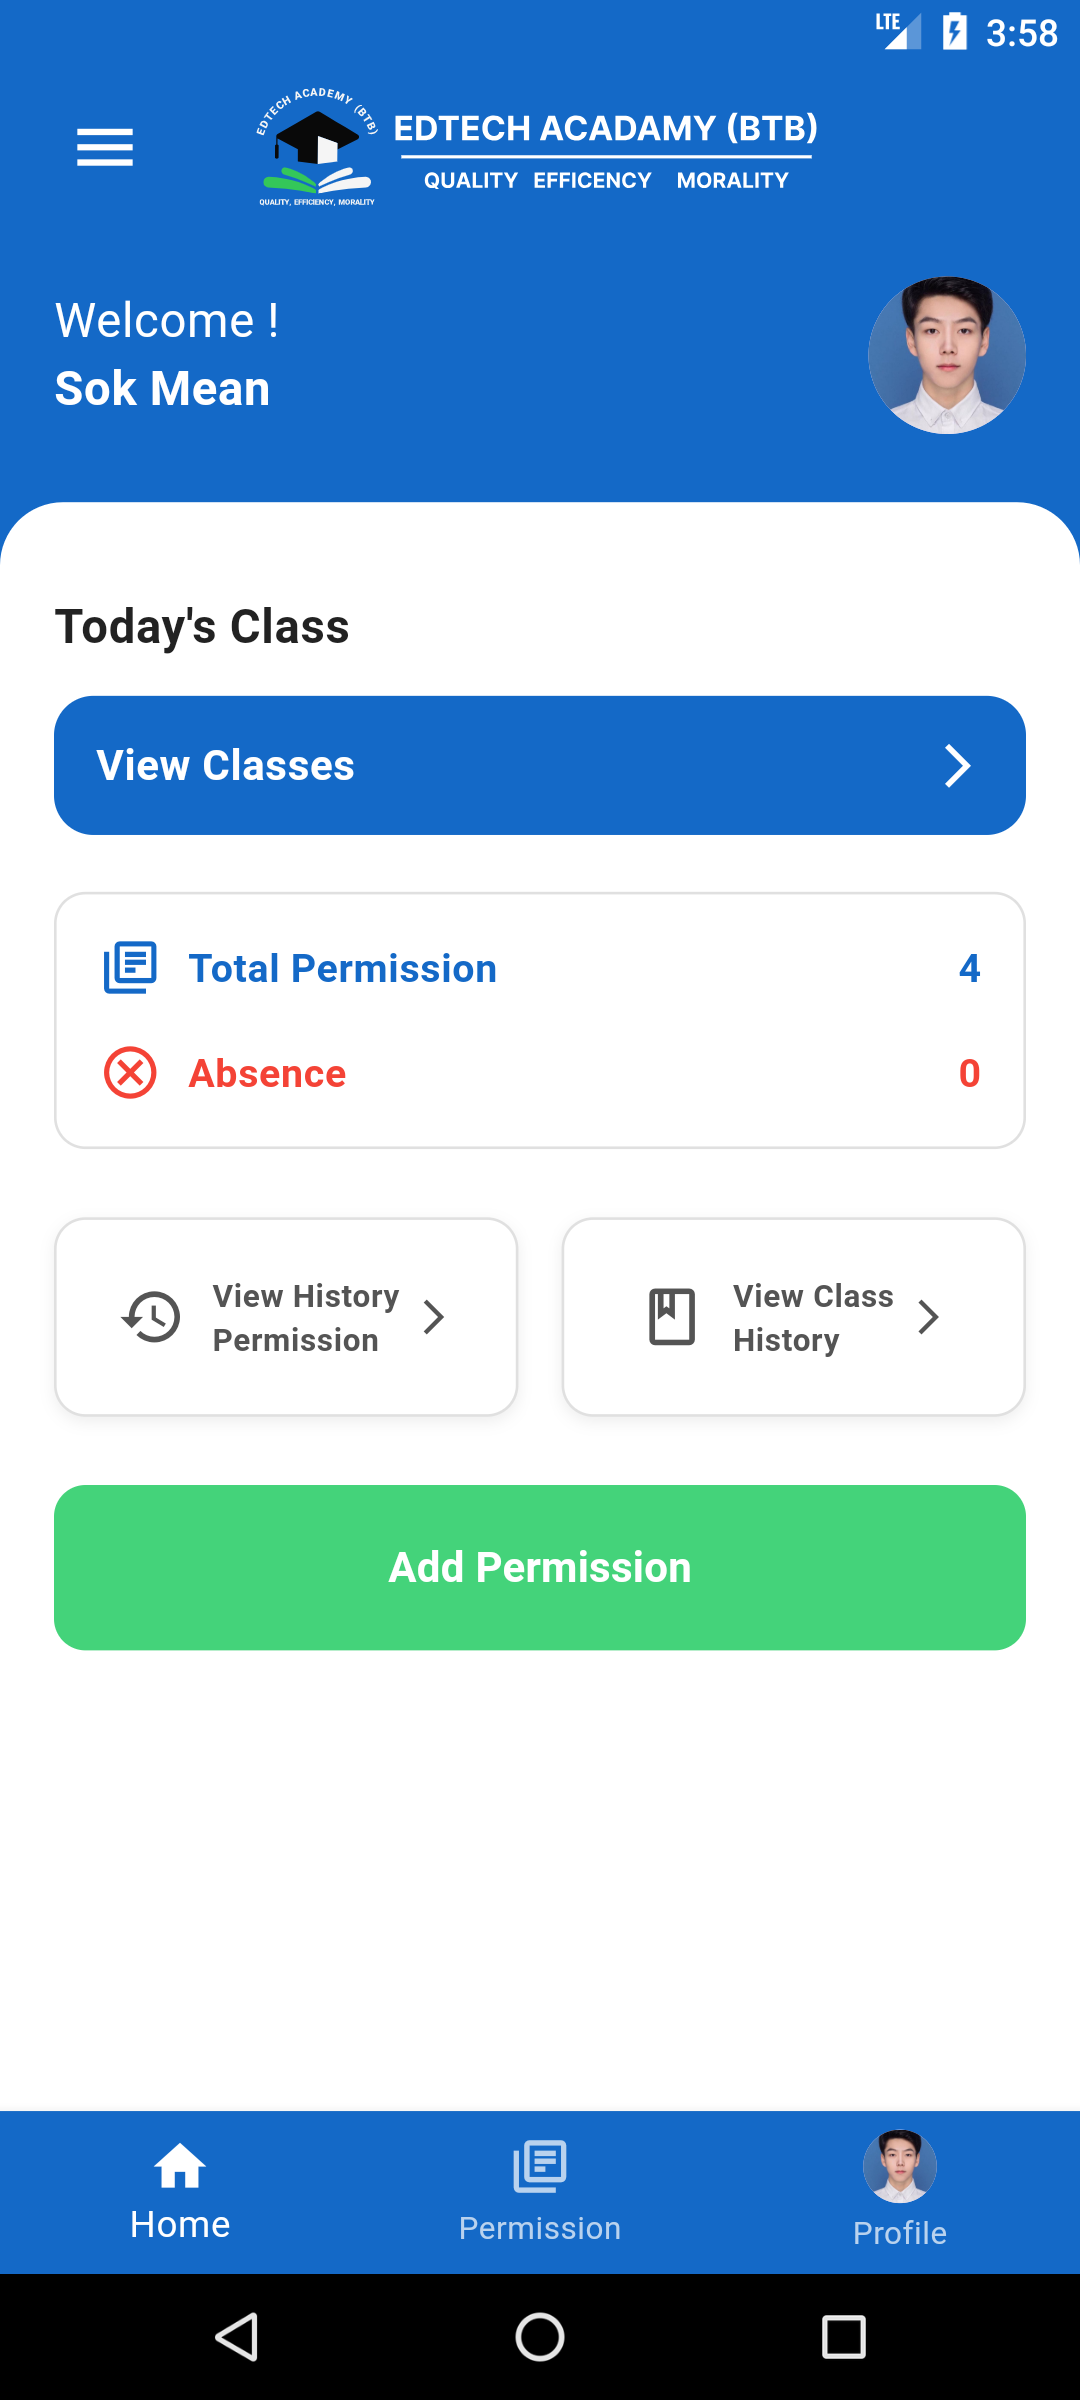 LTE 3:58
EDTECH ACADEMY (BTB)
QUALITY, EFFICIENCY, MORALITY
EDTECH ACADAMY (BTB)
QUALITY EFFICENCY MORALITY
Welcome !
Sok Mean
Today's Class
View Classes
Total Permission 4
Absence 0
View History
Permission
View Class
History
Add Permission
Home
Permission
Profile